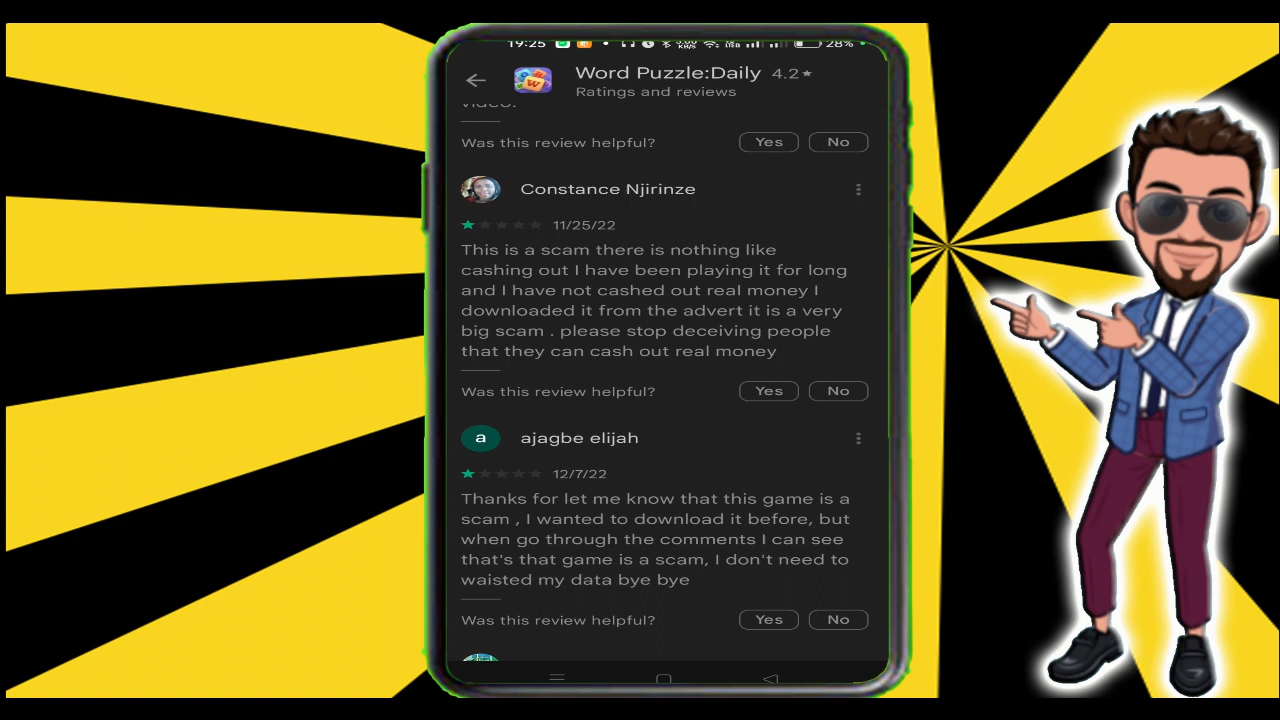 19:25 28%
Word Puzzle:Daily 4.2★
Ratings and reviews
video.
Was this review helpful? Yes No
Constance Njirinze
11/25/22
This is a scam there is nothing like
cashing out I have been playing it for long
and I have not cashed out real money I
downloaded it from the advert it is a very
big scam . please stop deceiving people
that they can cash out real money
Was this review helpful? Yes No
a ajagbe elijah
12/7/22
Thanks for let me know that this game is a
scam , I wanted to download it before, but
when go through the comments I can see
that's that game is a scam, I don't need to
waisted my data bye bye
Was this review helpful? Yes No